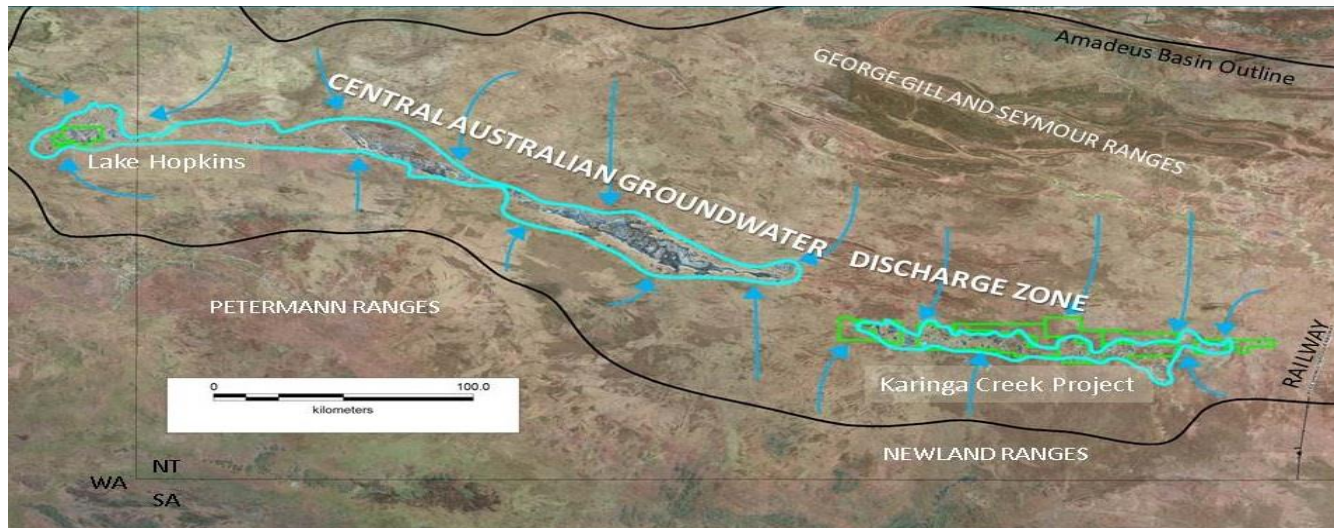 Amadeus Basin Outline
GEORGE GILL AND SEYMOUR RANGES
CENTRAL AUSTRALIAN GROUNDWATER DISCHARGE ZONE
Lake Hopkins
PETERMANN RANGES
RAILWAY
Karinga Creek Project
0 100.0
kilometers
NEWLAND RANGES
NT
WA
SA